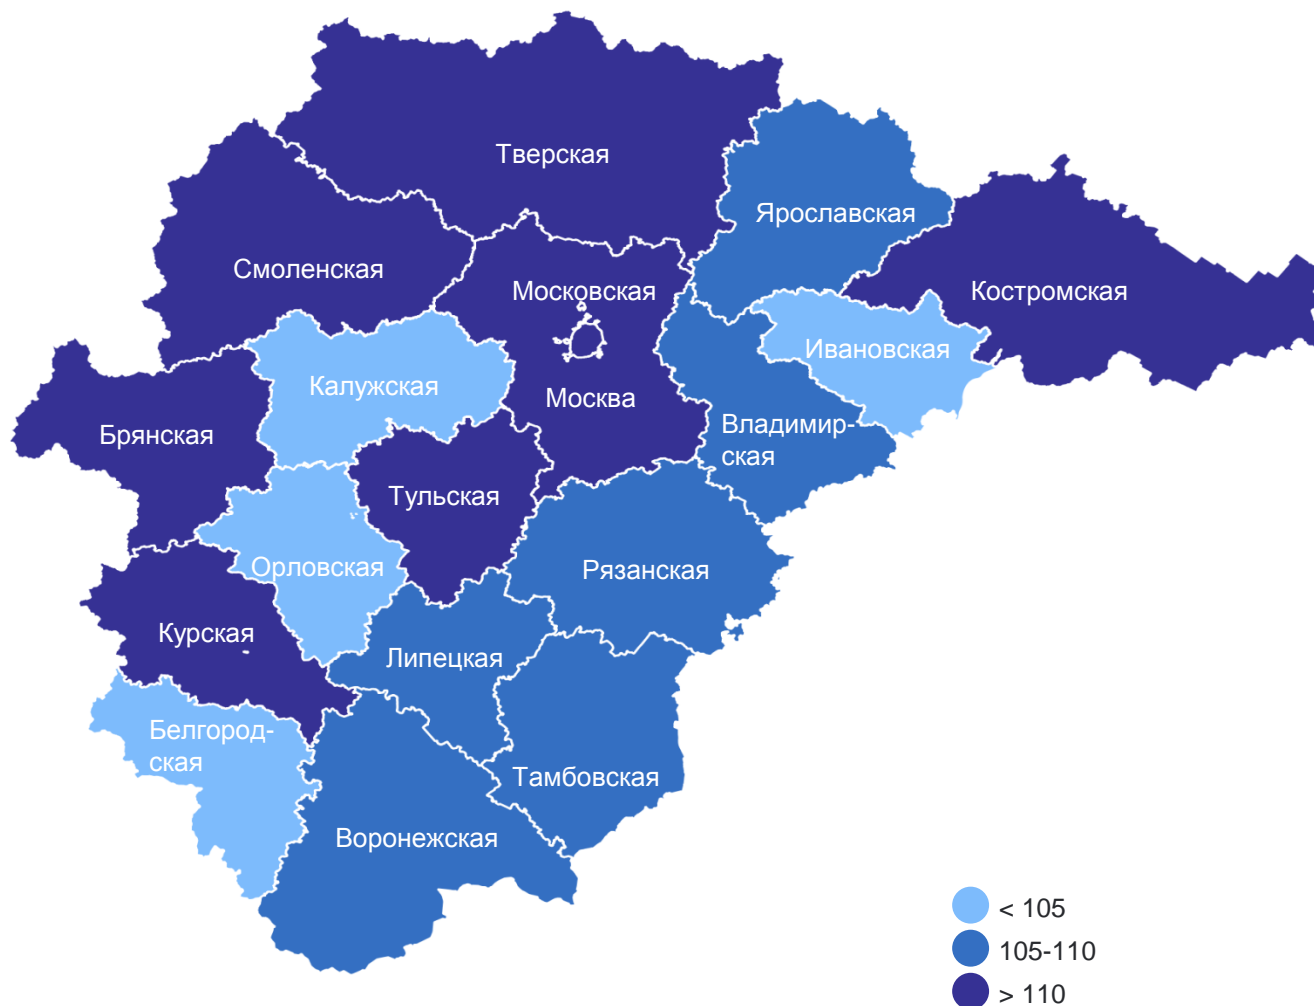 Тверская
Ярославская
Смоленская
Московская
Костромская
Ивановская
Калужская
Москва
Брянская
Владимир-
ская
Тульская
Орловская
Рязанская
Курская
Липецкая
Белгород-
ская
Тамбовская
Воронежская
< 105
105-110
> 110